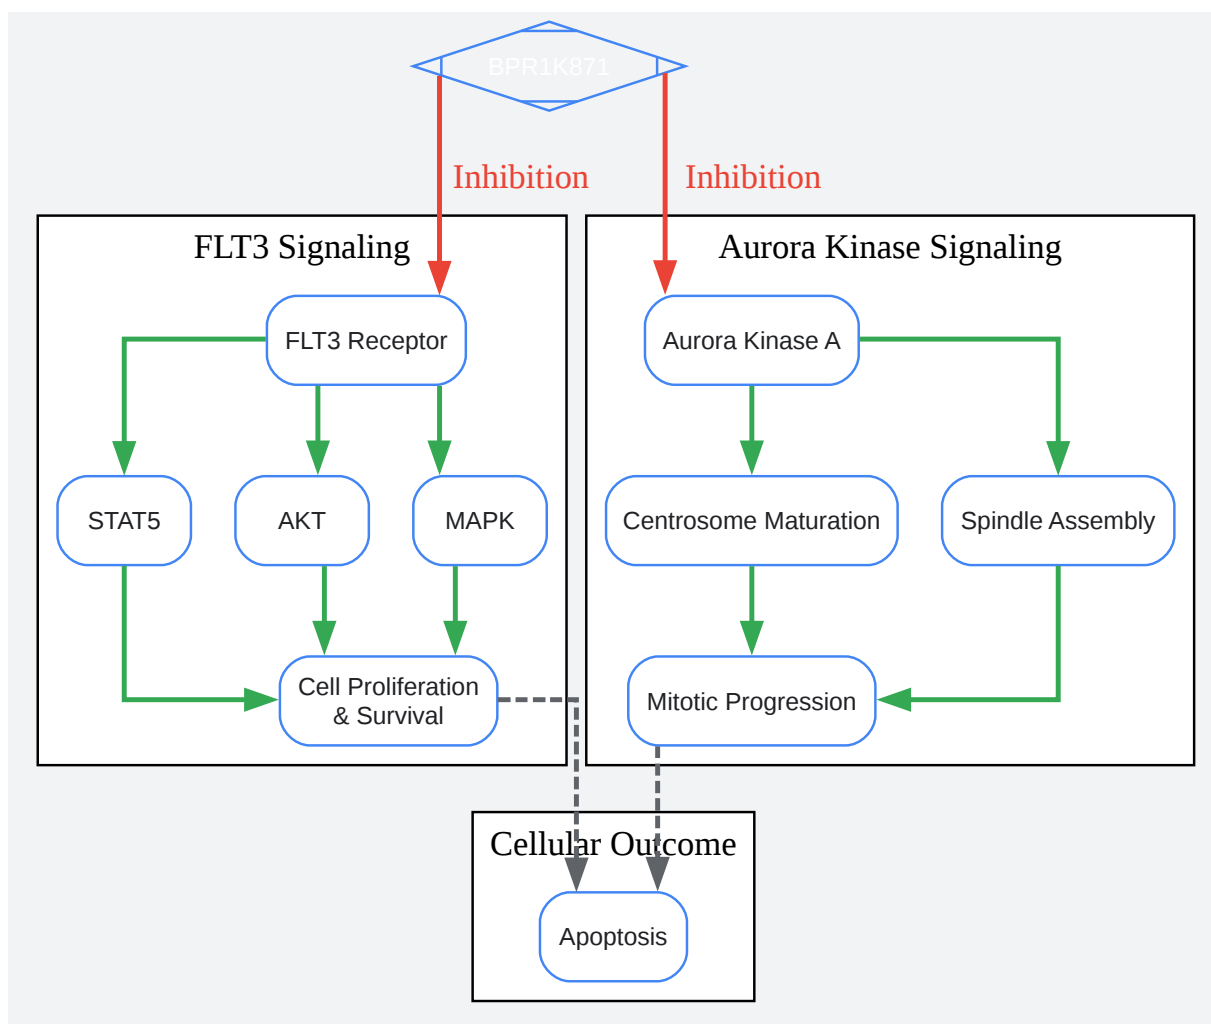 BPR1K871
Inhibition
Inhibition
FLT3 Signaling
Aurora Kinase Signaling
FLT3 Receptor
Aurora Kinase A
STAT5
AKT
MAPK
Centrosome Maturation
Spindle Assembly
Cell Proliferation
& Survival
Mitotic Progression
Cellular Outcome
Apoptosis